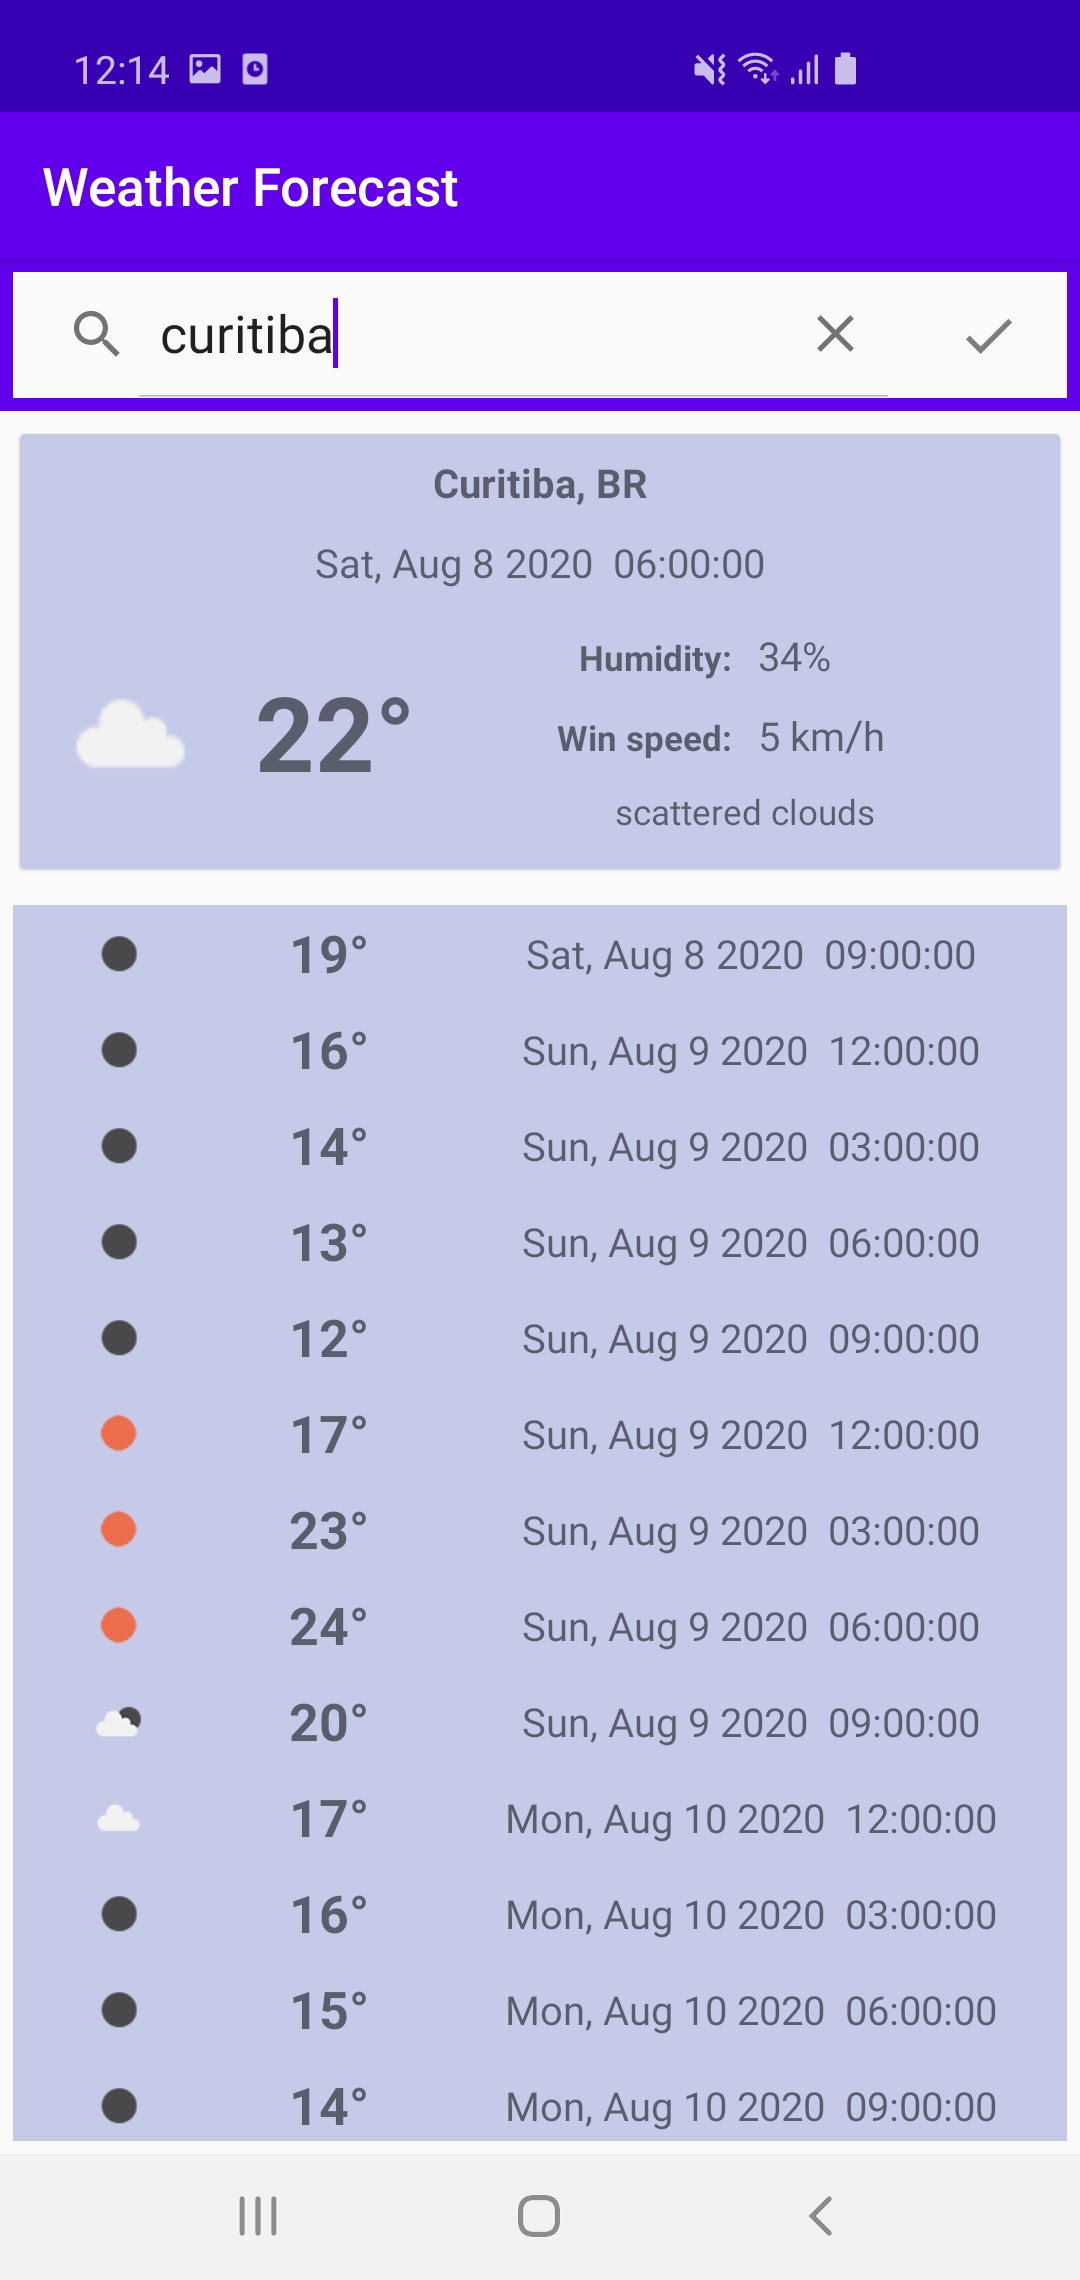 12:14
Weather Forecast
curitiba
Curitiba, BR
Sat, Aug 8 2020  06:00:00
Humidity: 34%
22°
Win speed: 5 km/h
scattered clouds
19° Sat, Aug 8 2020  09:00:00
16° Sun, Aug 9 2020  12:00:00
14° Sun, Aug 9 2020  03:00:00
13° Sun, Aug 9 2020  06:00:00
12° Sun, Aug 9 2020  09:00:00
17° Sun, Aug 9 2020  12:00:00
23° Sun, Aug 9 2020  03:00:00
24° Sun, Aug 9 2020  06:00:00
20° Sun, Aug 9 2020  09:00:00
17° Mon, Aug 10 2020  12:00:00
16° Mon, Aug 10 2020  03:00:00
15° Mon, Aug 10 2020  06:00:00
14° Mon, Aug 10 2020  09:00:00